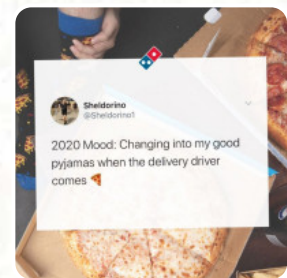 Sheldorino
@Sheldorino1
2020 Mood: Changing into my good
pyjamas when the delivery driver
comes 🍕